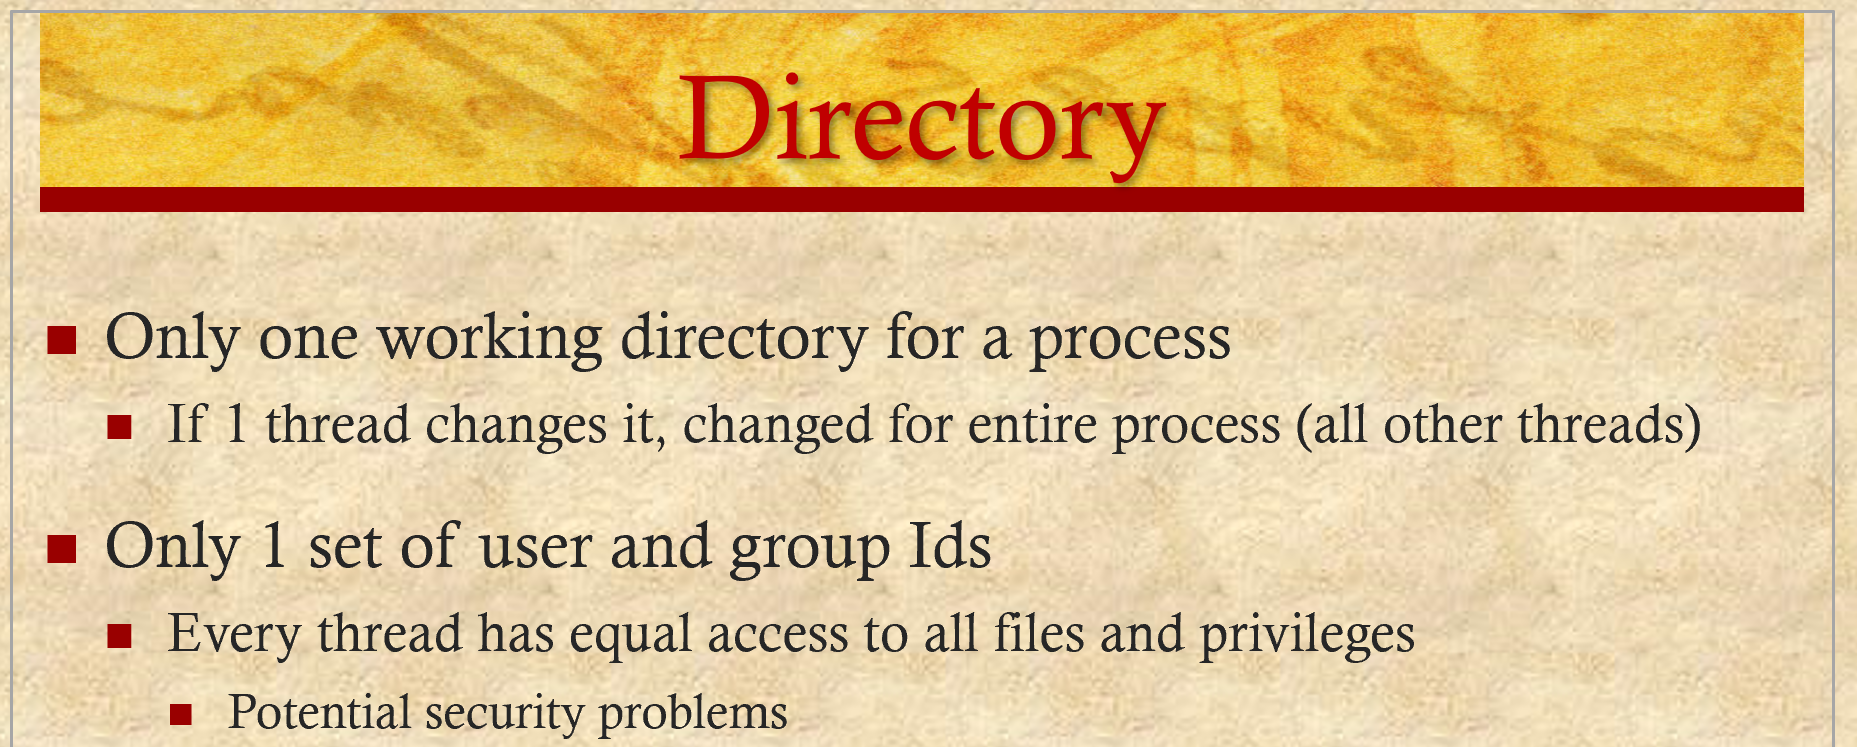 Directory
Only one working directory for a process
If 1 thread changes it, changed for entire process (all other threads)
Only 1 set of user and group Ids
Every thread has equal access to all files and privileges
Potential security problems